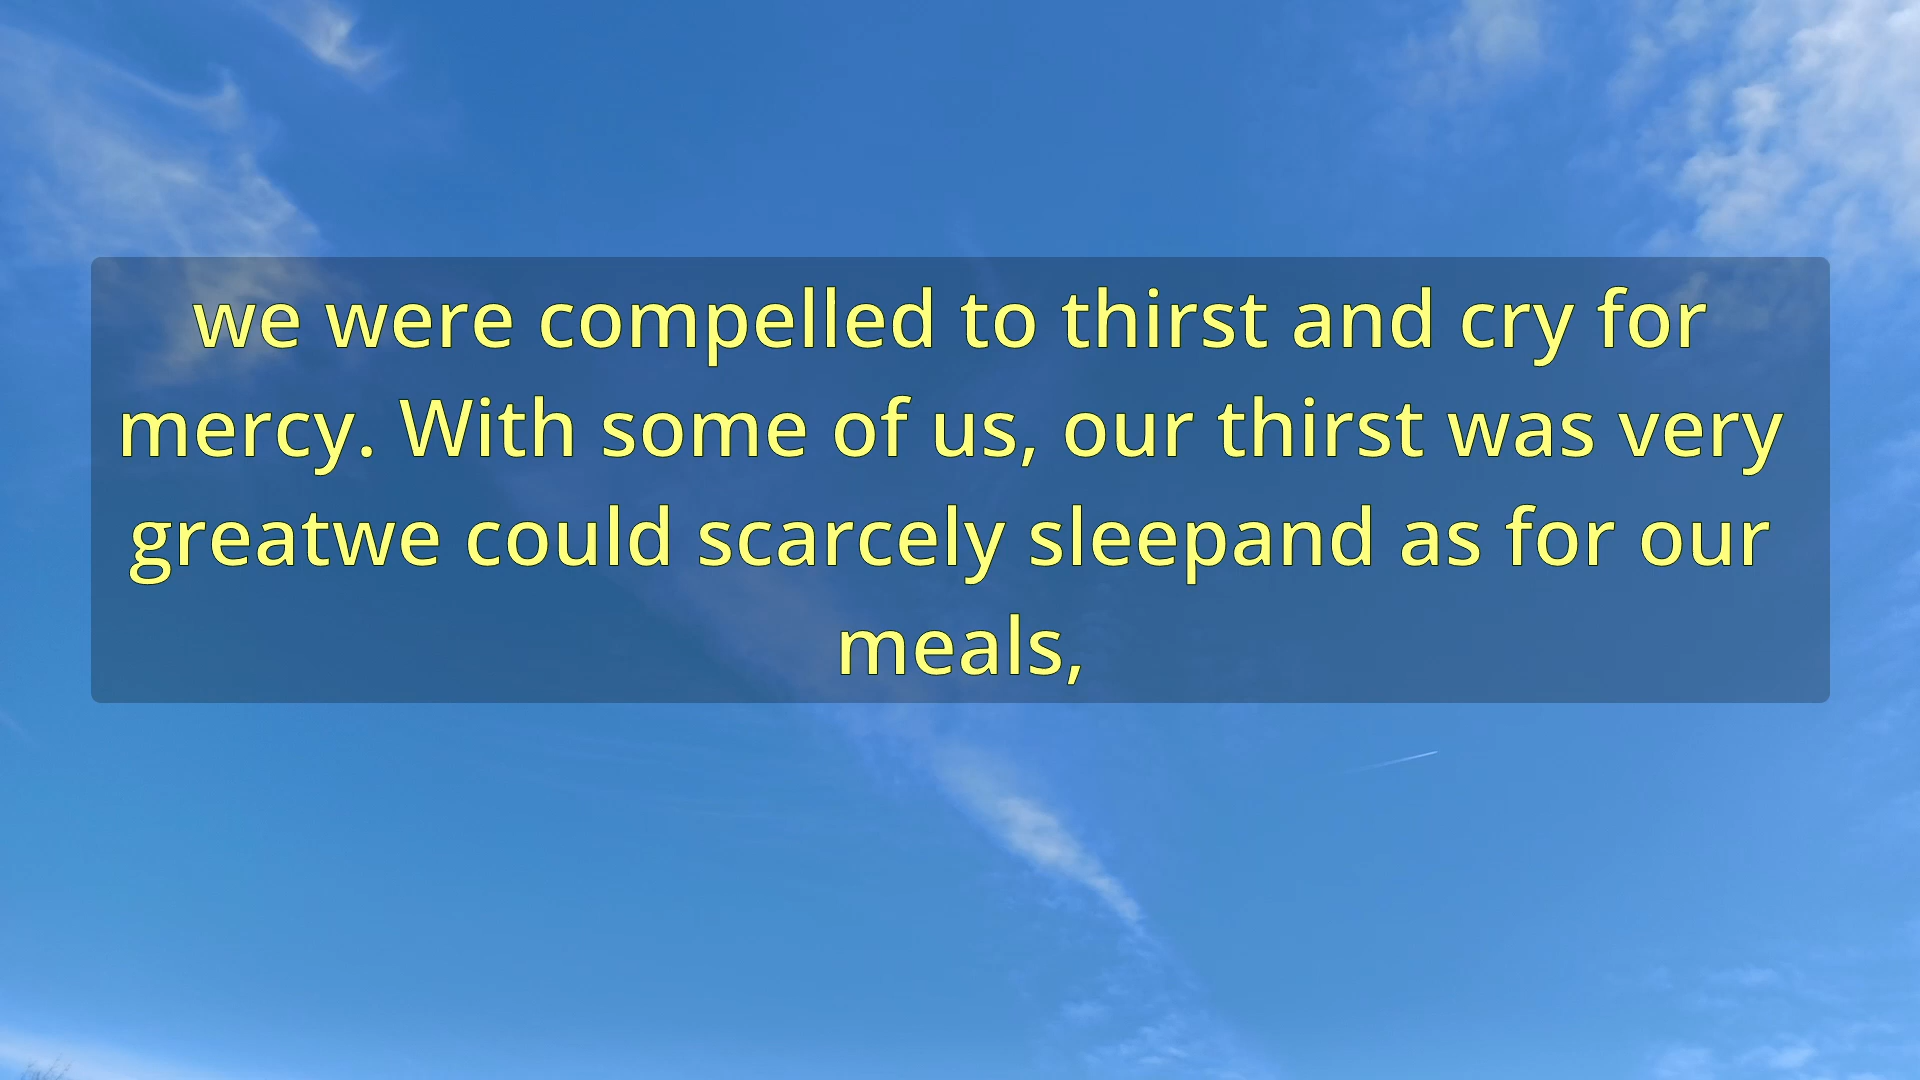 we were compelled to thirst and cry for
mercy. With some of us, our thirst was very
greatwe could scarcely sleepand as for our
meals,